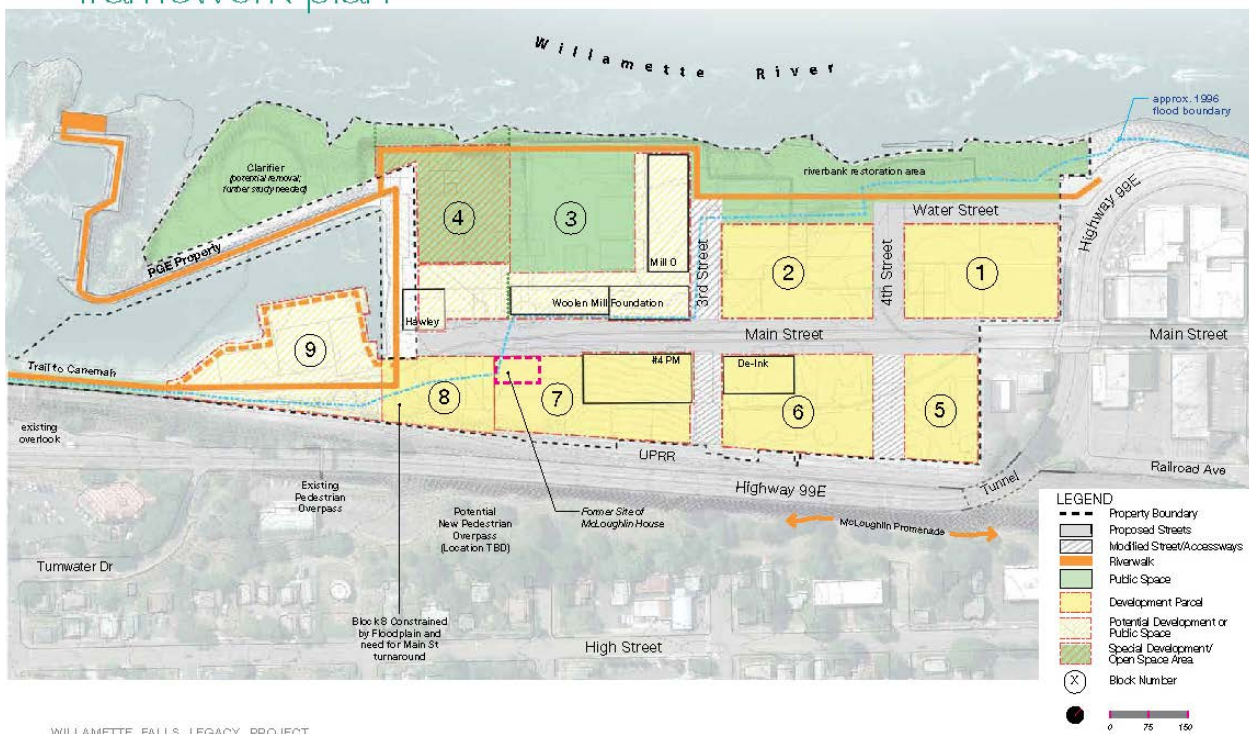 framework plan
Willamette River
approx. 1996
flood boundary
Clarifier
(potential removal;
further study needed)
riverbank restoration area
Highway 99E
Water Street
4
3
Mill O
3rd Street
2
4th Street
1
PGE Property
Woolen Mill Foundation
Hawley
Main Street
Main Street
9
#4 PM
De-Ink
Trail to Canemah
8
7
6
5
existing
overlook
UPRR
Railroad Ave
Highway 99E
Tunnel
Existing
Pedestrian
Overpass
Potential
New Pedestrian
Overpass
(Location TBD)
Former Site of
McLoughlin House
McLoughlin Promenade
Tumwater Dr
Block 8 Constrained
by Floodplain and
need for Main St
turnaround
High Street
LEGEND
Property Boundary
Proposed Streets
Modified Street/Accessways
Riverwalk
Public Space
Development Parcel
Potential Development or
Public Space
Special Development/
Open Space Area
X Block Number
0 75 150
WILLAMETTE FALLS LEGACY PROJECT